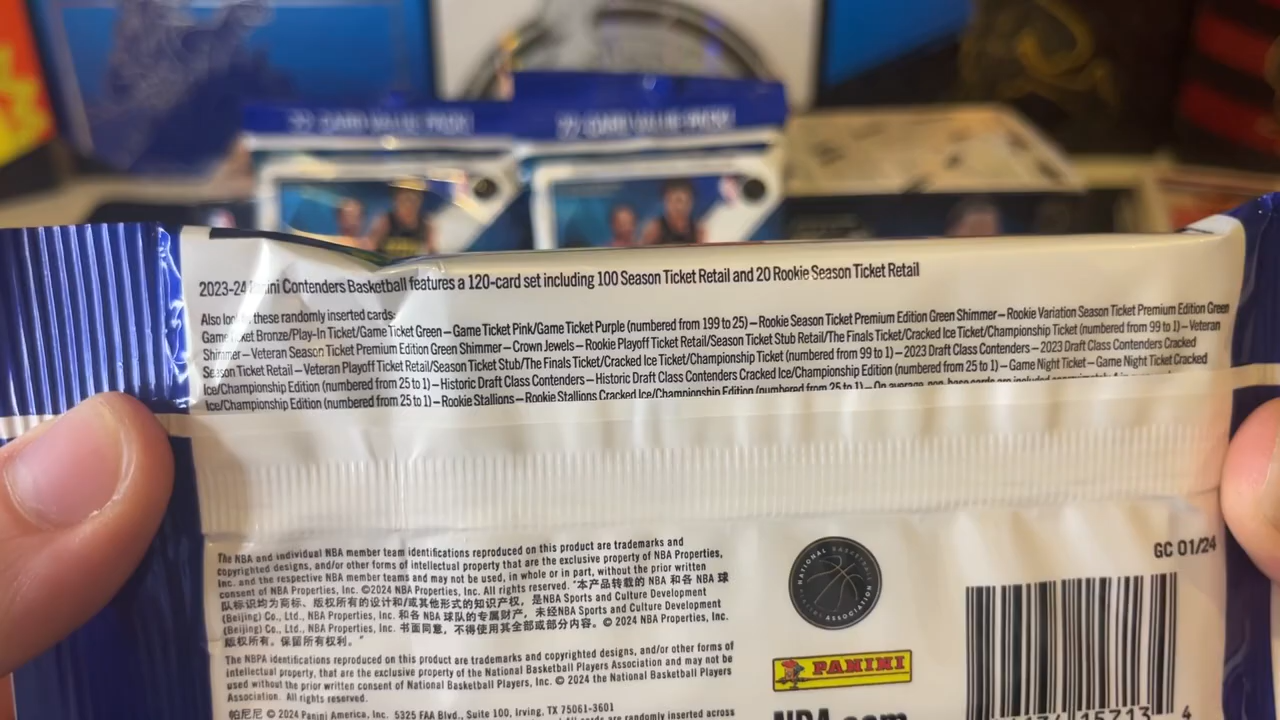 22 CARD VALUE PACK!
22 CARD VALUE PACK!
2023-24 Panini Contenders Basketball features a 120-card set including 100 Season Ticket Retail and 20 Rookie Season Ticket Retail
Also these randomly inserted cards:
Game Ticket Bronze/Play-In Ticket/Game Ticket Green – Game Ticket Pink/Game Ticket Purple (numbered from 199 to 25) – Rookie Season Ticket Premium Edition Green Shimmer – Rookie Variation Season Ticket Premium Edition Green
Shimmer – Veteran Season Ticket Premium Edition Green Shimmer – Crown Jewels – Rookie Playoff Ticket Retail/Season Ticket Stub Retail/The Finals Ticket/Cracked Ice Ticket/Championship Ticket (numbered from 99 to 1) – Veteran
Season Ticket Retail – Veteran Playoff Ticket Retail/Season Ticket Stub/The Finals Ticket/Cracked Ice Ticket/Championship Ticket (numbered from 99 to 1) – 2023 Draft Class Contenders – 2023 Draft Class Contenders Cracked
Ice/Championship Edition (numbered from 25 to 1) – Historic Draft Class Contenders – Historic Draft Class Contenders Cracked Ice/Championship Edition (numbered from 25 to 1) – Game Night Ticket – Game Night Ticket Cracked
Ice/Championship Edition (numbered from 25 to 1) – Rookie Stallions – Rookie Stallions Cracked Ice/Championship Edition (numbered from 25 to 1) – On average, non-base cards are included approximately
The NBA and individual NBA member team identifications reproduced on this product are trademarks and
copyrighted designs, and/or other forms of intellectual property that are the exclusive property of NBA Properties,
Inc. and the respective NBA member teams and may not be used, in whole or in part, without the prior written
consent of NBA Properties, Inc. ©2024 NBA Properties, Inc. All rights reserved. "本产品转载的 NBA 和各 NBA 球
队标识均为商标、版权所有的设计和/或其他形式的知识产权，是NBA Sports and Culture Development
(Beijing) Co., Ltd., NBA Properties, Inc. 和各 NBA 球队的专属财产，未经NBA Sports and Culture Development
(Beijing) Co., Ltd., NBA Properties, Inc. 书面同意，不得使用其全部或部分内容。© 2024 NBA Properties, Inc.
版权所有。保留所有权利。"
The NBPA identifications reproduced on this product are trademarks and copyrighted designs, and/or other forms of
intellectual property, that are the exclusive property of the National Basketball Players Association and may not be
used without the prior written consent of National Basketball Players, Inc. © 2024 the National Basketball Players
Association. All rights reserved.
帕尼尼 © 2024 Panini America, Inc. 5325 FAA Blvd., Suite 100, Irving, TX 75061-3601
All cards are randomly inserted across
NATIONAL BASKETBALL
ASSOCIATION
PANINI
NBA.com
GC 01/24
15713 4